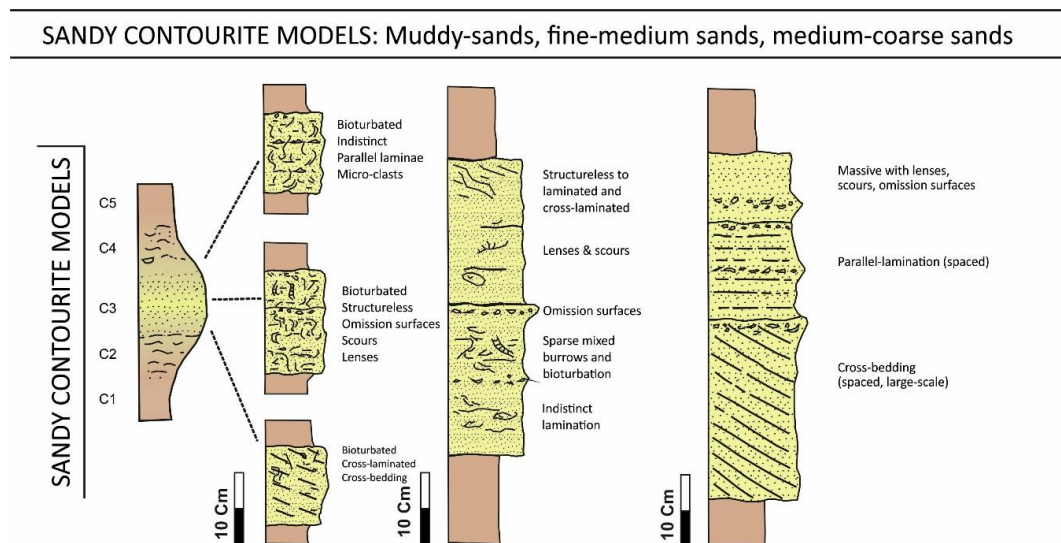 SANDY CONTOURITE MODELS: Muddy-sands, fine-medium sands, medium-coarse sands
SANDY CONTOURITE MODELS
C5
C4
C3
C2
C1
Bioturbated
Indistinct
Parallel laminae
Micro-clasts
Bioturbated
Structureless
Omission surfaces
Scours
Lenses
Bioturbated
Cross-laminated
Cross-bedding
10 Cm
Structureless to
laminated and
cross-laminated
Lenses & scours
Omission surfaces
Sparse mixed
burrows and
bioturbation
Indistinct
lamination
10 Cm
Massive with lenses,
scours, omission surfaces
Parallel-lamination (spaced)
Cross-bedding
(spaced, large-scale)
10 Cm